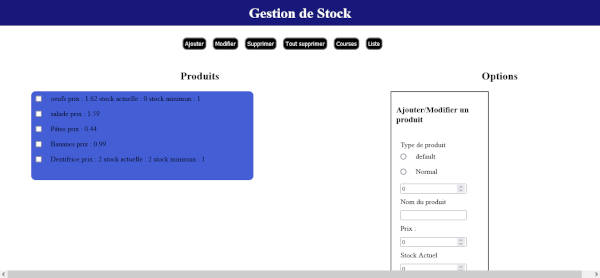 Gestion de Stock
Ajouter Modifier Supprimer Tout supprimer Courses Liste
Produits
Options
oeufs prix : 1.62 stock actuelle : 0 stock minimun : 1
salade prix : 1.59
Pâtes prix : 0.44
Bananes prix : 0.99
Dentifrice prix : 2 stock actuelle : 2 stock minimun : 1
Ajouter/Modifier un
produit
Type de produit
default
Normal
0
Nom du produit
Prix :
0
Stock Actuel
0